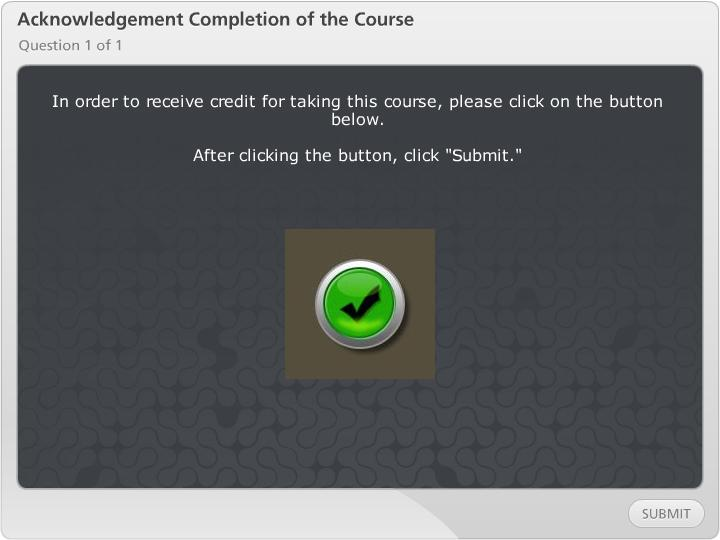 Acknowledgement Completion of the Course
Question 1 of 1
In order to receive credit for taking this course, please click on the button
below.
After clicking the button, click "Submit."
SUBMIT